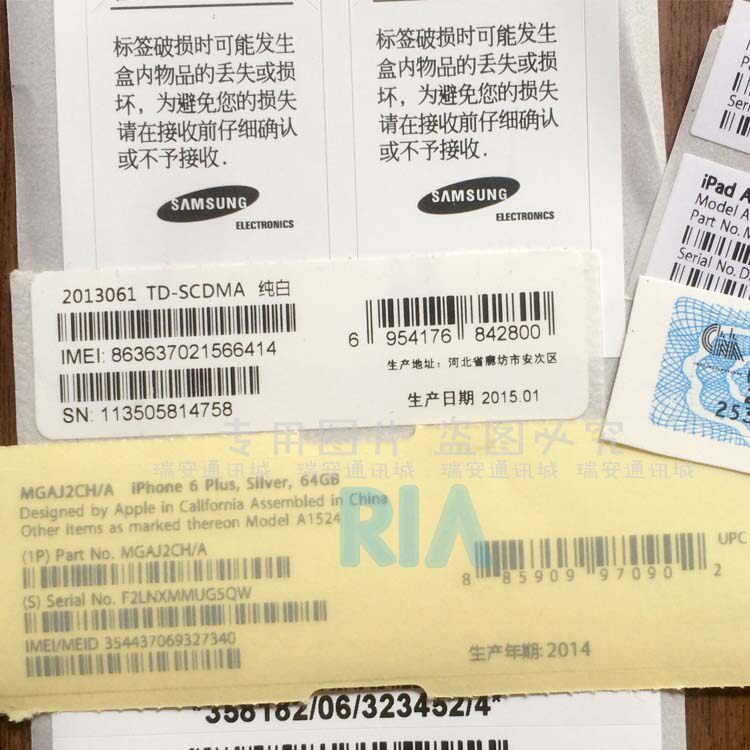 标签破损时可能发生
盒内物品的丢失或损
坏，为避免您的损失
请在接收前仔细确认
或不予接收.
SAMSUNG
ELECTRONICS
标签破损时可能发生
盒内物品的丢失或损
坏，为避免您的损失
请在接收前仔细确认
或不予接收.
SAMSUNG
ELECTRONICS
iPad A
Model A
Part No. M
Serial No. D
2013061 TD-SCDMA 纯白
IMEI: 863637021566414
SN: 113505814758
6 954176 842800
生产地址: 河北省廊坊市安次区
生产日期 2015.01
专用图片 盗图必究
瑞安通讯城 瑞安通讯城 瑞安通讯城
RIA
MGAJ2CH/A iPhone 6 Plus, Silver, 64GB
Designed by Apple in California Assembled in China
Other items as marked thereon Model A1524
(1P) Part No. MGAJ2CH/A
(S) Serial No. F2LNXMMUG5QW
IMEI/MEID 354437069327340
UPC
8 85909 97090 2
生产年期: 2014
*358182/06/323452/4*